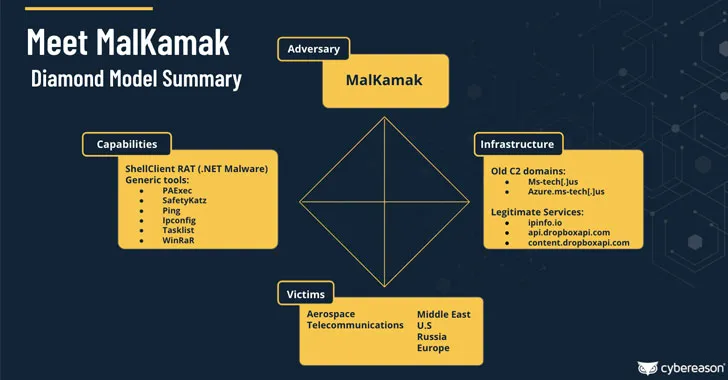 Meet MalKamak
Diamond Model Summary
Adversary
MalKamak
Capabilities
ShellClient RAT (.NET Malware)
Generic tools:
• PAExec
• SafetyKatz
• Ping
• Ipconfig
• Tasklist
• WinRaR
Infrastructure
Old C2 domains:
• Ms-tech[.]us
• Azure.ms-tech[.]us
Legitimate Services:
• ipinfo.io
• api.dropboxapi.com
• content.dropboxapi.com
Victims
Aerospace
Telecommunications
Middle East
U.S
Russia
Europe
cybereason®